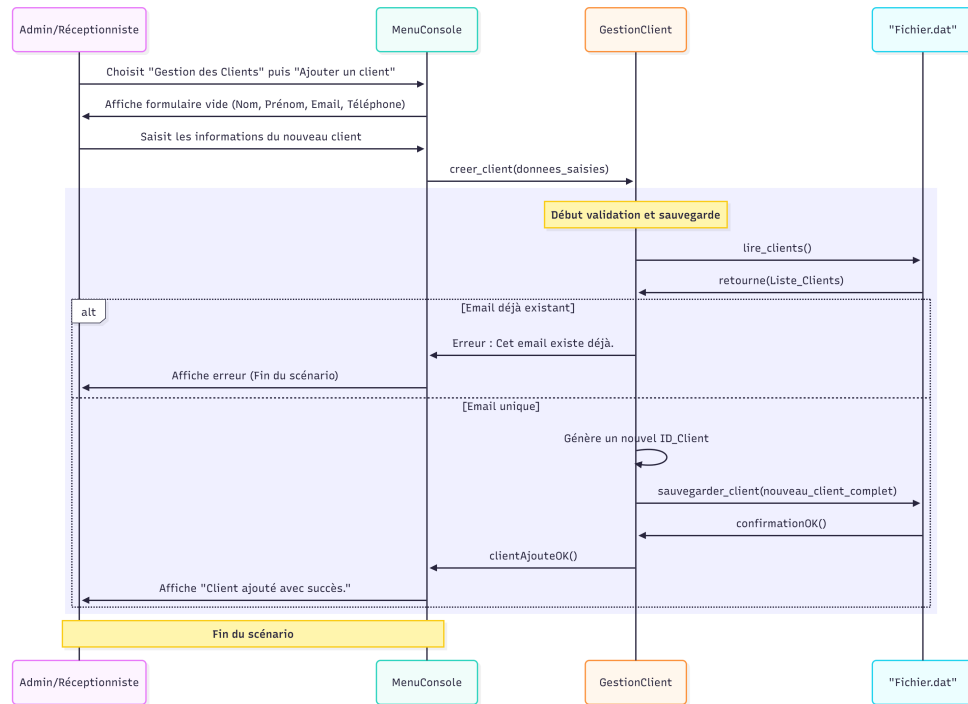 Admin/Réceptionniste
MenuConsole
GestionClient
"Fichier.dat"
Choisit "Gestion des Clients" puis "Ajouter un client"
Affiche formulaire vide (Nom, Prénom, Email, Téléphone)
Saisit les informations du nouveau client
creer_client(donnees_saisies)
Début validation et sauvegarde
lire_clients()
retourne(Liste_Clients)
alt
[Email déjà existant]
Erreur : Cet email existe déjà.
Affiche erreur (Fin du scénario)
[Email unique]
Génère un nouvel ID_Client
sauvegarder_client(nouveau_client_complet)
confirmationOK()
clientAjouteOK()
Affiche "Client ajouté avec succès."
Fin du scénario
Admin/Réceptionniste
MenuConsole
GestionClient
"Fichier.dat"